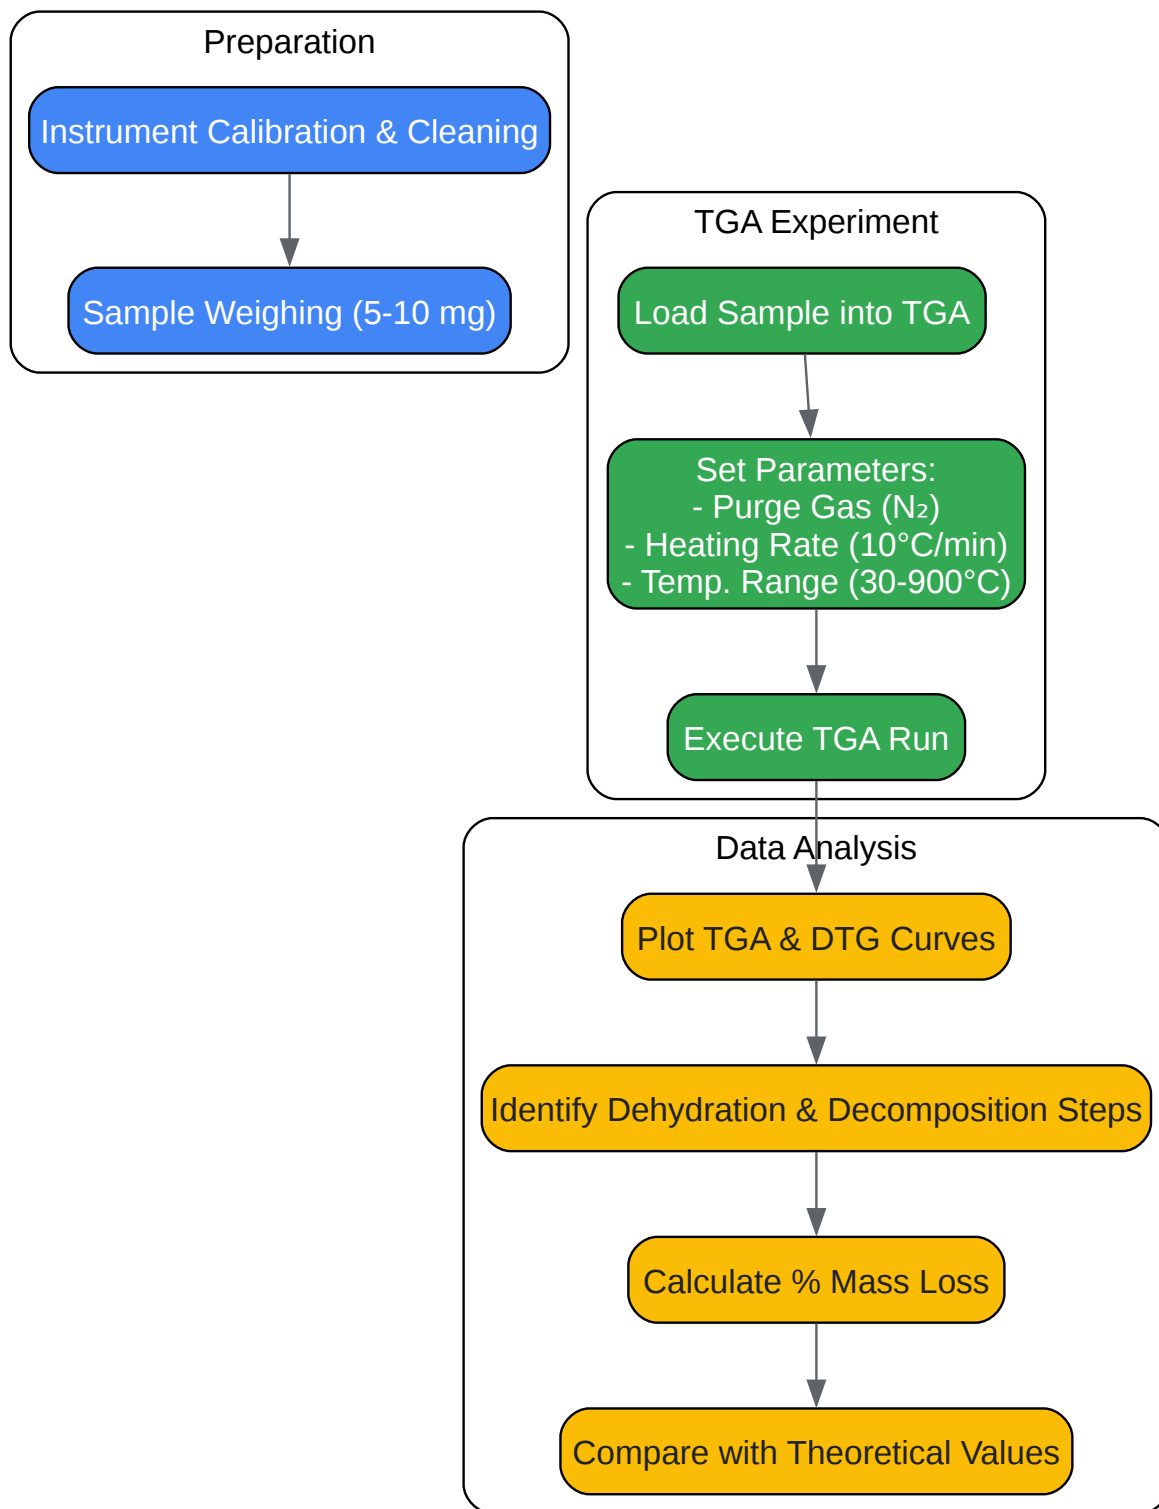 Preparation
Instrument Calibration & Cleaning
Sample Weighing (5-10 mg)
TGA Experiment
Load Sample into TGA
Set Parameters:
- Purge Gas (N₂)
- Heating Rate (10°C/min)
- Temp. Range (30-900°C)
Execute TGA Run
Data Analysis
Plot TGA & DTG Curves
Identify Dehydration & Decomposition Steps
Calculate % Mass Loss
Compare with Theoretical Values